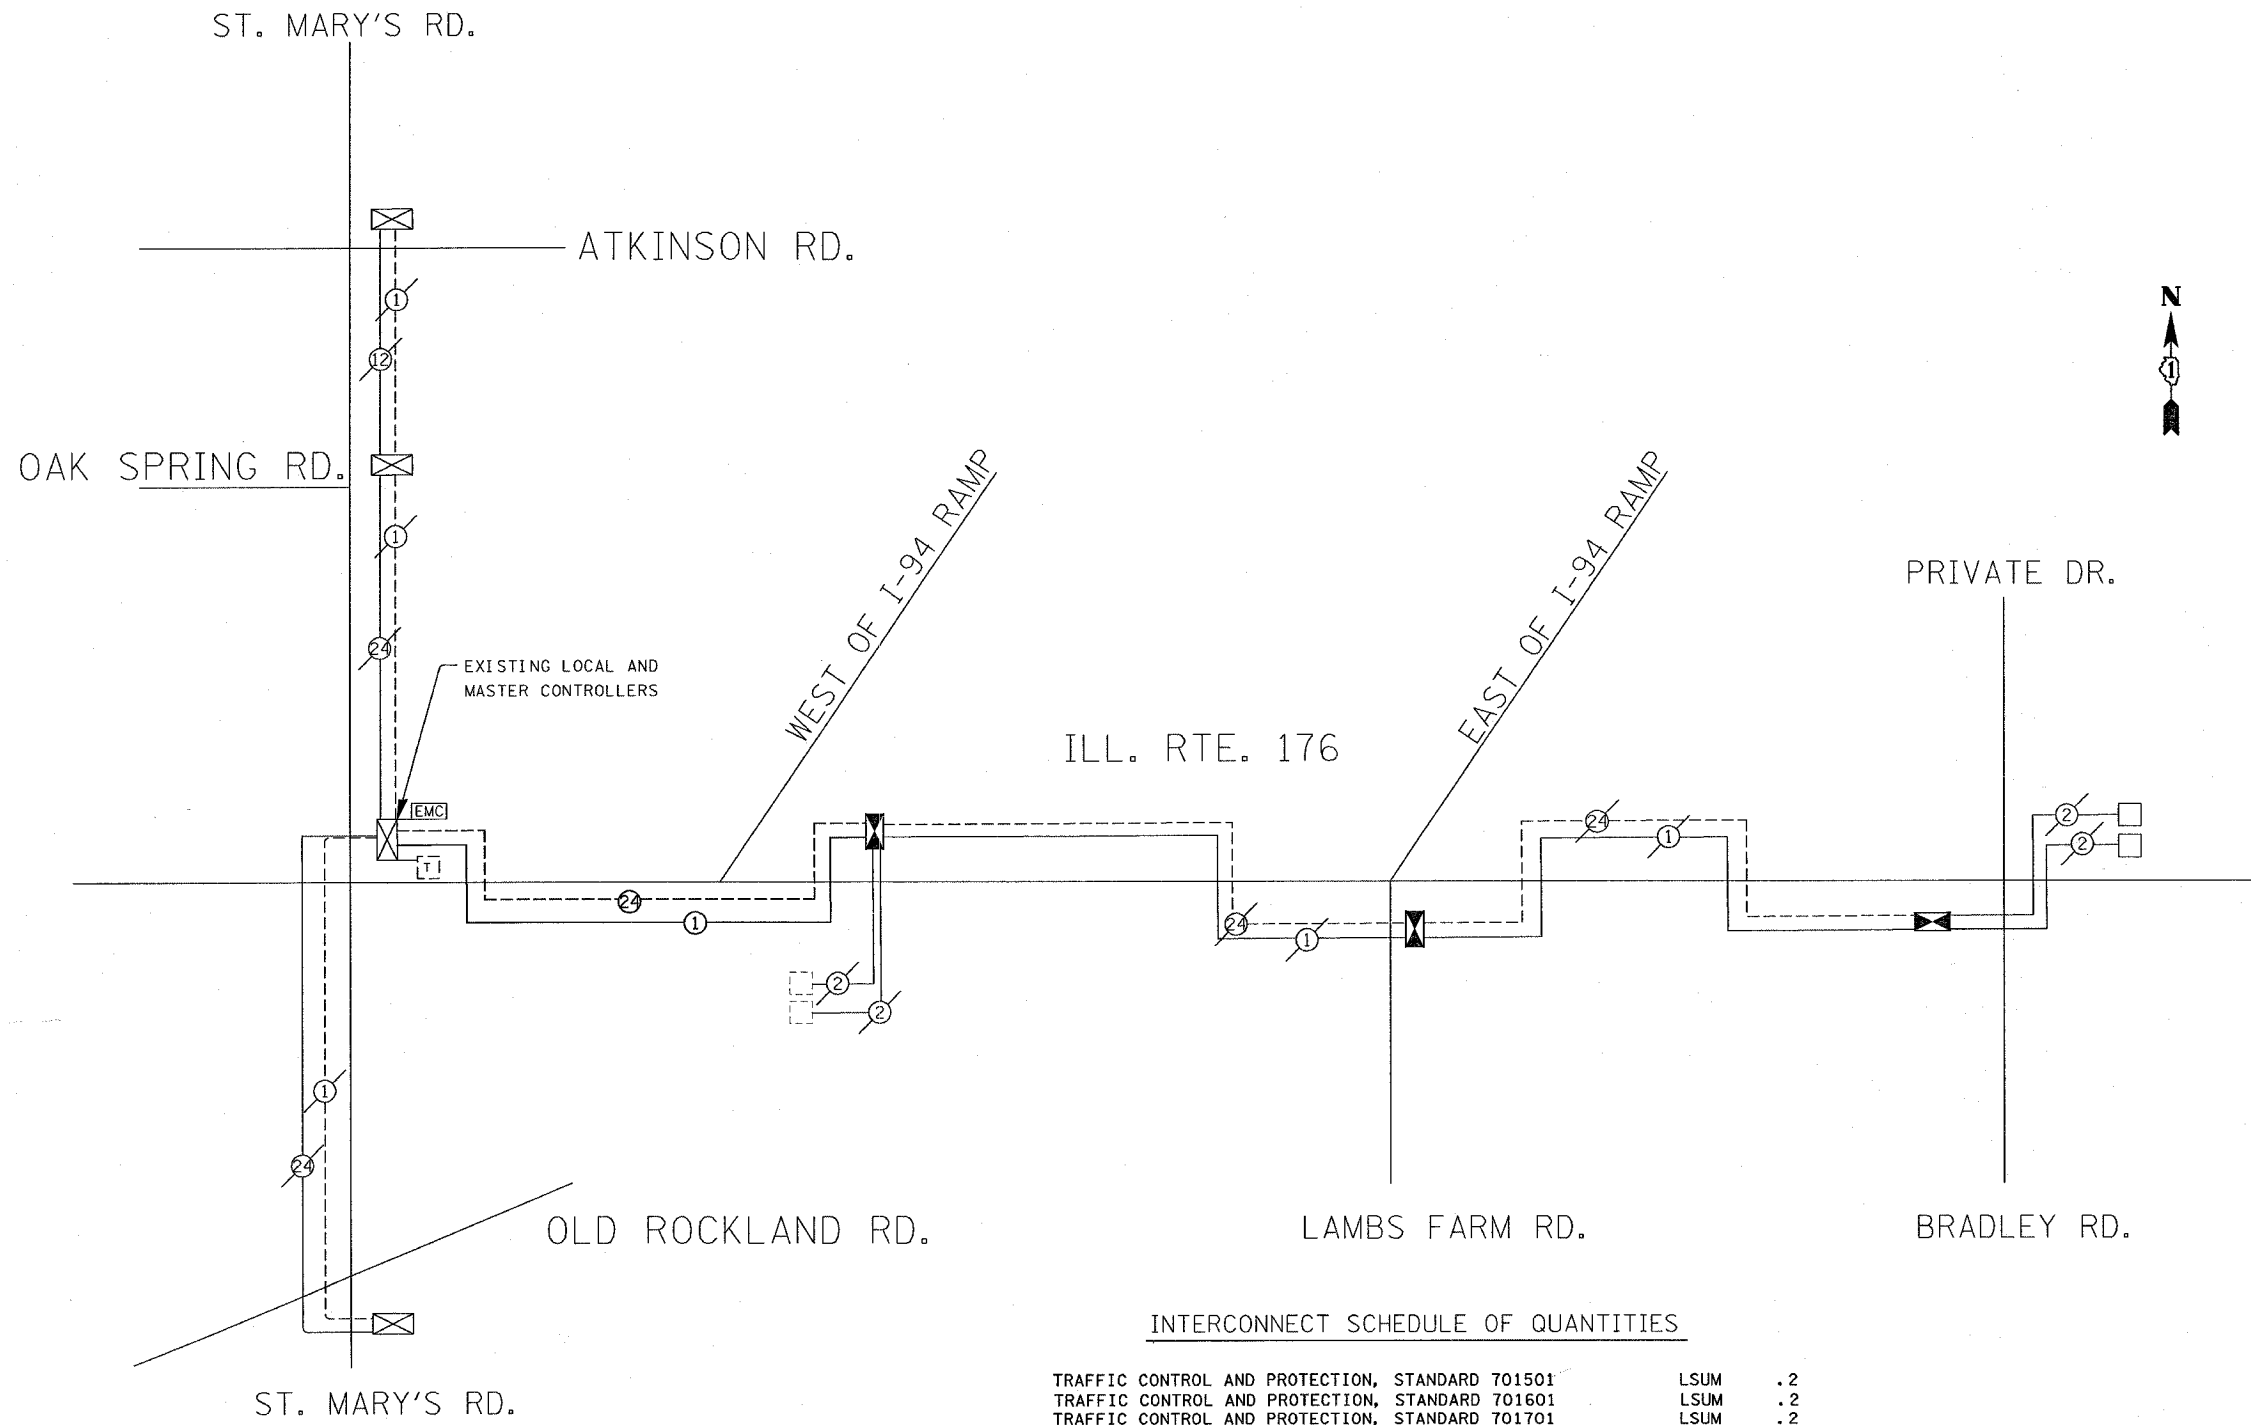 ST. MARY'S RD.
ATKINSON RD.
N
1
1
12
OAK SPRING RD.
1
24
EXISTING LOCAL AND
MASTER CONTROLLERS
WEST OF I-94 RAMP
EAST OF I-94 RAMP
PRIVATE DR.
ILL. RTE. 176
EMC
T
24
1
24
1
24
1
2
2
2
2
1
24
OLD ROCKLAND RD.
LAMBS FARM RD.
BRADLEY RD.
ST. MARY'S RD.
INTERCONNECT SCHEDULE OF QUANTITIES
TRAFFIC CONTROL AND PROTECTION, STANDARD 701501 LSUM .2
TRAFFIC CONTROL AND PROTECTION, STANDARD 701601 LSUM .2
TRAFFIC CONTROL AND PROTECTION, STANDARD 701701 LSUM .2